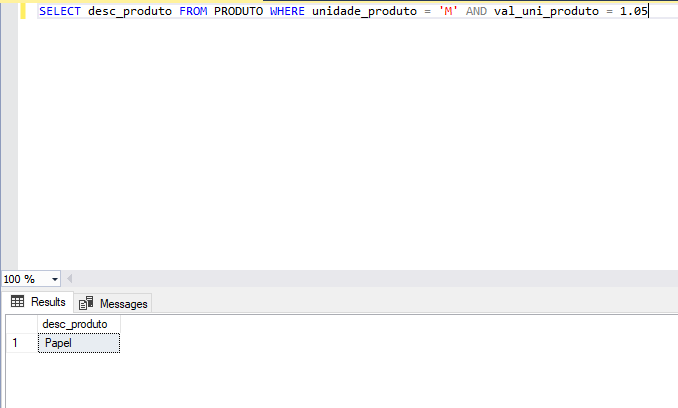 SELECT desc_produto FROM PRODUTO WHERE unidade_produto = 'M' AND val_uni_produto = 1.05
100 %
Results Messages
desc_produto
1 Papel